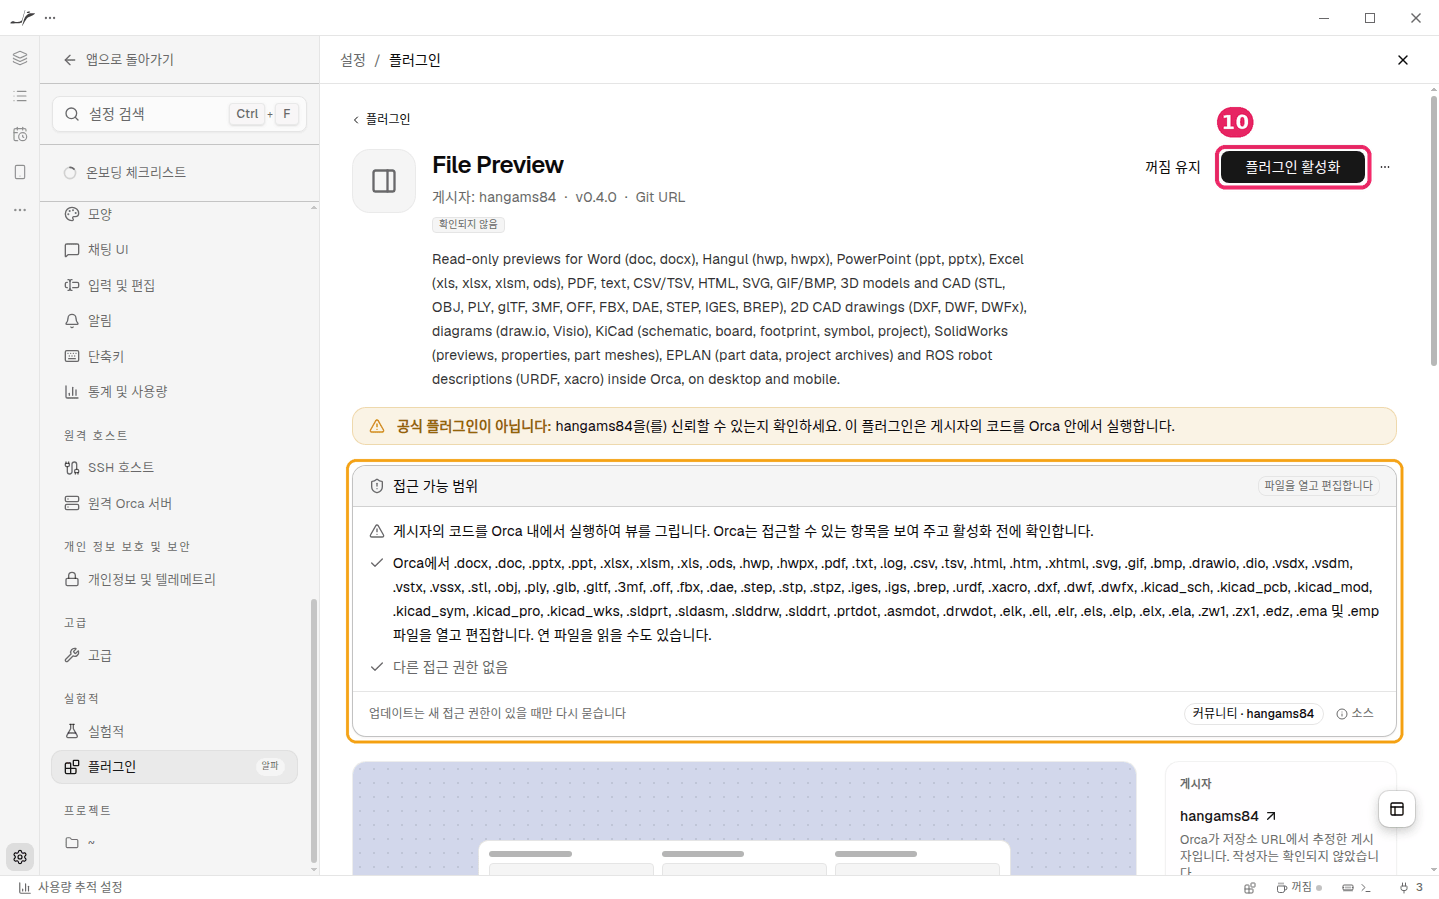 앱으로 돌아가기
설정 검색
Ctrl + F
온보딩 체크리스트
모양
채팅 UI
입력 및 편집
알림
단축키
통계 및 사용량
원격 호스트
SSH 호스트
원격 Orca 서버
개인 정보 보호 및 보안
개인정보 및 텔레메트리
고급
고급
실험적
실험적
플러그인
알파
프로젝트
~
설정 / 플러그인
플러그인
10
File Preview
꺼짐 유지
플러그인 활성화
게시자: hangams84 · v0.4.0 · Git URL
확인되지 않음
Read-only previews for Word (doc, docx), Hangul (hwp, hwpx), PowerPoint (ppt, pptx), Excel
(xls, xlsx, xlsm, ods), PDF, text, CSV/TSV, HTML, SVG, GIF/BMP, 3D models and CAD (STL,
OBJ, PLY, glTF, 3MF, OFF, FBX, DAE, STEP, IGES, BREP), 2D CAD drawings (DXF, DWF, DWFx),
diagrams (draw.io, Visio), KiCad (schematic, board, footprint, symbol, project), SolidWorks
(previews, properties, part meshes), EPLAN (part data, project archives) and ROS robot
descriptions (URDF, xacro) inside Orca, on desktop and mobile.
공식 플러그인이 아닙니다: hangams84을(를) 신뢰할 수 있는지 확인하세요. 이 플러그인은 게시자의 코드를 Orca 안에서 실행합니다.
접근 가능 범위
파일을 열고 편집합니다
게시자의 코드를 Orca 내에서 실행하여 뷰를 그립니다. Orca는 접근할 수 있는 항목을 보여 주고 활성화 전에 확인합니다.
Orca에서 .docx, .doc, .pptx, .ppt, .xlsx, .xlsm, .xls, .ods, .hwp, .hwpx, .pdf, .txt, .log, .csv, .tsv, .html, .htm, .xhtml, .svg, .gif, .bmp, .drawio, .dio, .vsdx, .vsdm,
.vstx, .vssx, .stl, .obj, .ply, .glb, .gltf, .3mf, .off, .fbx, .dae, .step, .stp, .stpz, .iges, .igs, .brep, .urdf, .xacro, .dxf, .dwf, .dwfx, .kicad_sch, .kicad_pcb, .kicad_mod,
.kicad_sym, .kicad_pro, .kicad_wks, .sldprt, .sldasm, .slddrw, .slddrt, .prtdot, .asmdot, .drwdot, .elk, .ell, .elr, .els, .elp, .elx, .ela, .zw1, .zx1, .edz, .ema 및 .emp
파일을 열고 편집합니다. 연 파일을 읽을 수도 있습니다.
다른 접근 권한 없음
업데이트는 새 접근 권한이 있을 때만 다시 묻습니다
커뮤니티 · hangams84
소스
게시자
hangams84
Orca가 저장소 URL에서 추정한 게시
자입니다. 작성자는 확인되지 않았습니
다
사용량 추적 설정
꺼짐
3